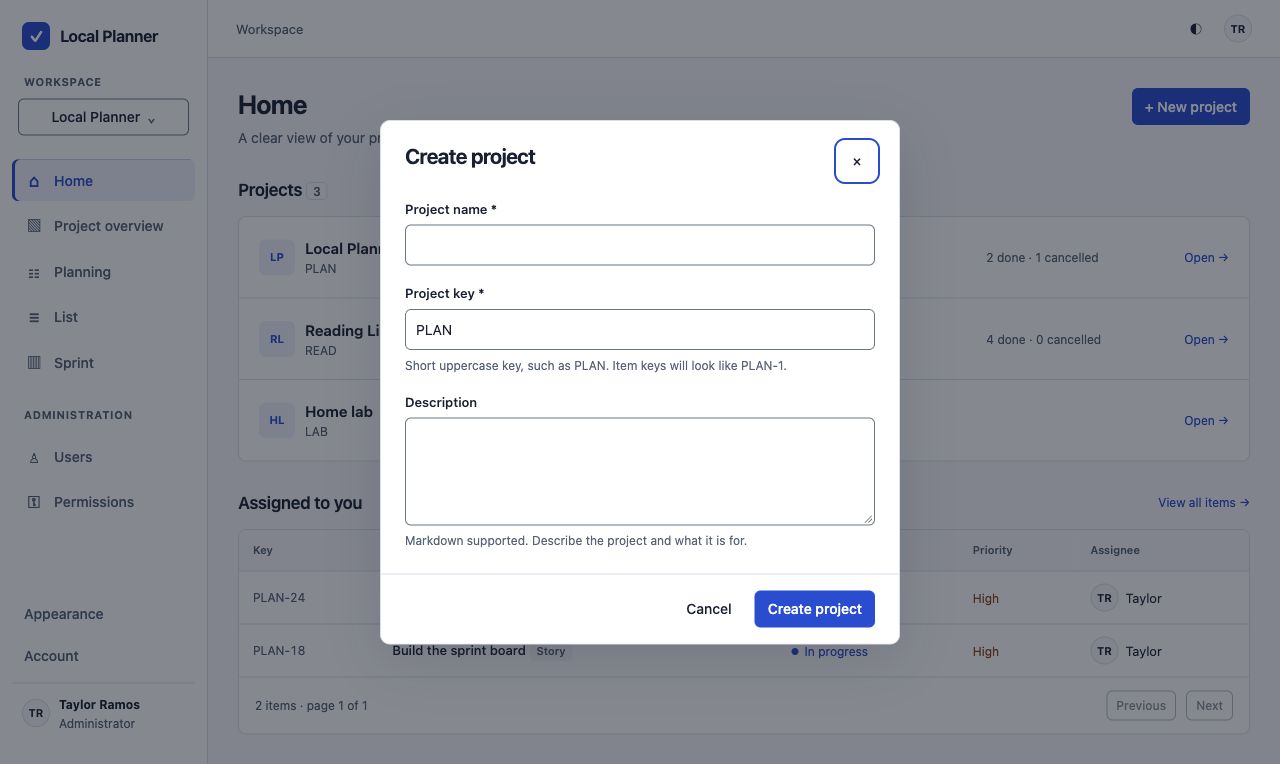 Local Planner
WORKSPACE
Local Planner
Home
Project overview
Planning
List
Sprint
ADMINISTRATION
Users
Permissions
Appearance
Account
TR
Taylor Ramos
Administrator
Workspace
TR
Home
A clear view of your
+ New project
Projects 3
LP
Local
PLAN
2 done · 1 cancelled
Open →
RL
Reading
READ
4 done · 0 cancelled
Open →
HL
Home lab
LAB
Open →
Assigned to you
View all items →
Key
Priority
Assignee
PLAN-24
High
TR
Taylor
PLAN-18
Build the sprint board
Story
In progress
High
TR
Taylor
2 items · page 1 of 1
Previous
Next
Create project
×
Project name *
Project key *
PLAN
Short uppercase key, such as PLAN. Item keys will look like PLAN-1.
Description
Markdown supported. Describe the project and what it is for.
Cancel
Create project